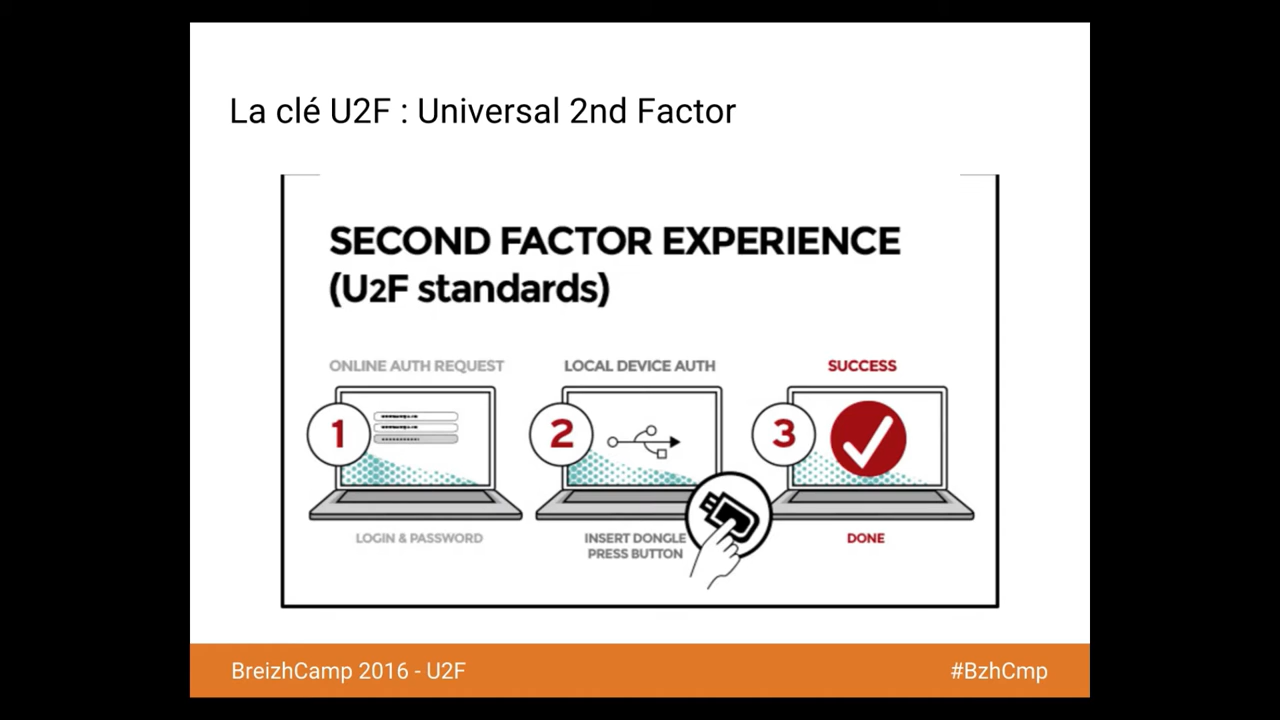 La clé U2F : Universal 2nd Factor
SECOND FACTOR EXPERIENCE
(U2F standards)
ONLINE AUTH REQUEST
LOCAL DEVICE AUTH
SUCCESS
1
2
3
LOGIN & PASSWORD
INSERT DONGLE
PRESS BUTTON
DONE
BreizhCamp 2016 - U2F
#BzhCmp